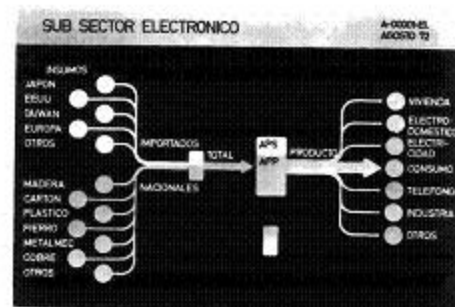 SUB SECTOR ELECTRONICO
AGOSTO 72
INSUMOS
JAPON
EEUU
TAIWAN
EUROPA
OTROS
IMPORTADOS
TOTAL
MADERA
CARTON
PLASTICO
FIERRO
METALMEC
COBRE
OTROS
NACIONALES
APS
APP
PRODUCTO
VIVIENDA
ELECTRO-
DOMESTICO
ELECTRI-
CIDAD
CONSUMO
TELEFONO
INDUSTRIA
OTROS